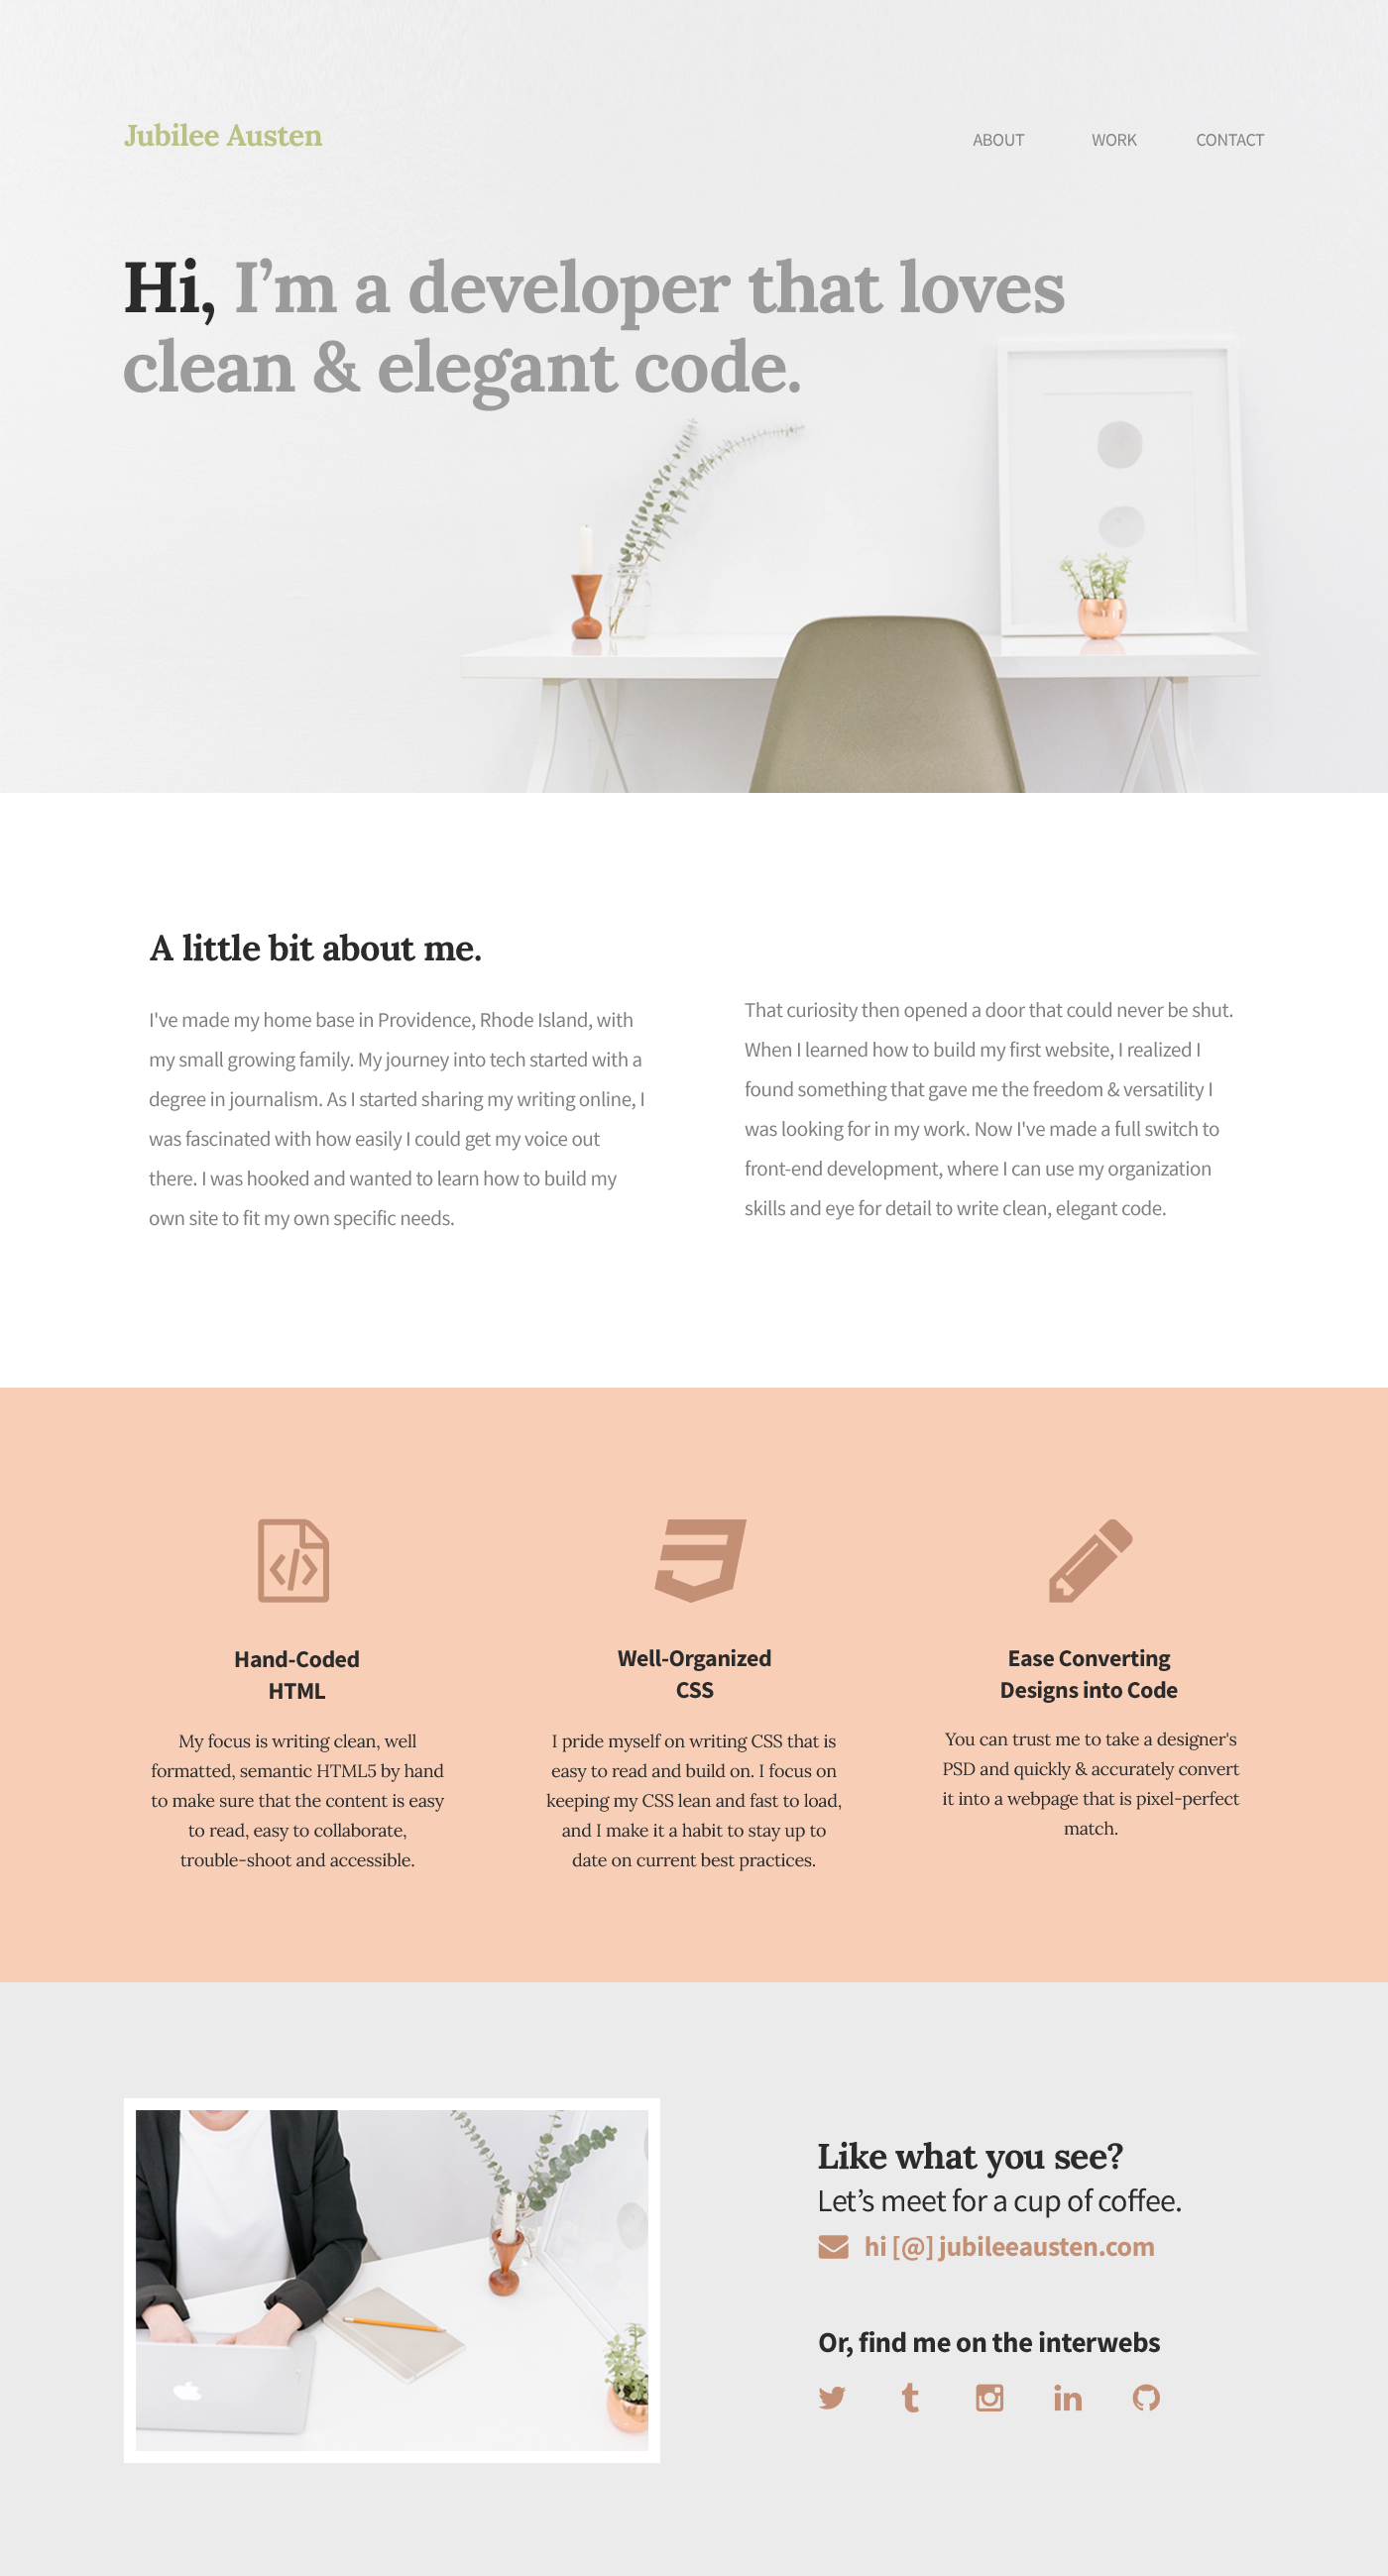 Jubilee Austen
ABOUT WORK CONTACT
Hi, I’m a developer that loves
clean & elegant code.
A little bit about me.
I've made my home base in Providence, Rhode Island, with
my small growing family. My journey into tech started with a
degree in journalism. As I started sharing my writing online, I
was fascinated with how easily I could get my voice out
there. I was hooked and wanted to learn how to build my
own site to fit my own specific needs.
That curiosity then opened a door that could never be shut.
When I learned how to build my first website, I realized I
found something that gave me the freedom & versatility I
was looking for in my work. Now I've made a full switch to
front-end development, where I can use my organization
skills and eye for detail to write clean, elegant code.
Hand-Coded
HTML
My focus is writing clean, well
formatted, semantic HTML5 by hand
to make sure that the content is easy
to read, easy to collaborate,
trouble-shoot and accessible.
Well-Organized
CSS
I pride myself on writing CSS that is
easy to read and build on. I focus on
keeping my CSS lean and fast to load,
and I make it a habit to stay up to
date on current best practices.
Ease Converting
Designs into Code
You can trust me to take a designer's
PSD and quickly & accurately convert
it into a webpage that is pixel-perfect
match.
Like what you see?
Let’s meet for a cup of coffee.
hi [@] jubileeausten.com
Or, find me on the interwebs